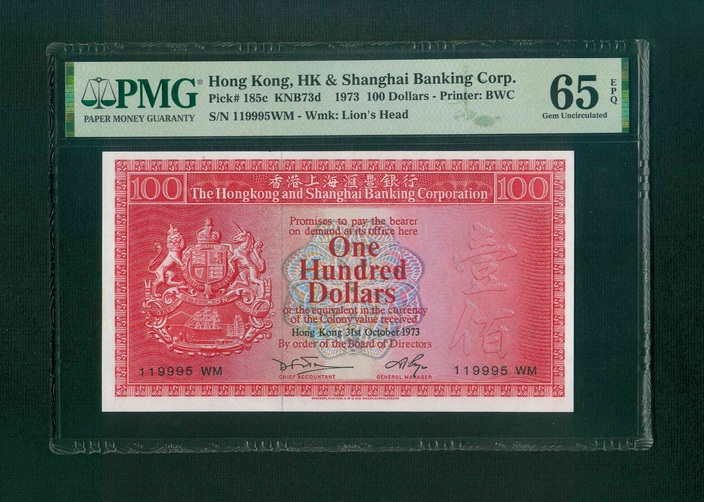 PMG
PAPER MONEY GUARANTY
Hong Kong, HK & Shanghai Banking Corp.
Pick# 185c KNB73d 1973 100 Dollars - Printer: BWC
S/N 119995WM - Wmk: Lion's Head
65 EPQ
Gem Uncirculated
100 香港上海滙豐銀行 100
The Hongkong and Shanghai Banking Corporation
Promises to pay the bearer
on demand at its office here
One
Hundred
Dollars
or the equivalent in the currency
of the Colony value received
Hong Kong 31st October 1973
By order of the Board of Directors
壹佰
119995 WM
CHIEF ACCOUNTANT
GENERAL MANAGER
119995 WM